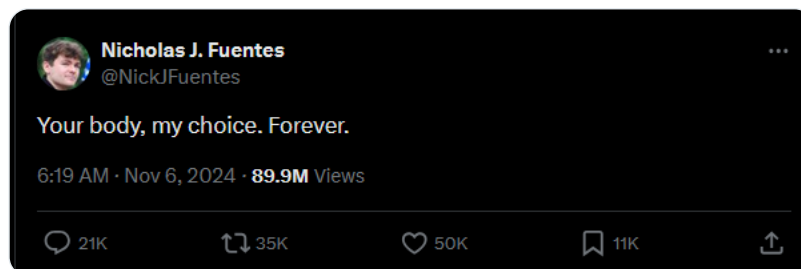 Nicholas J. Fuentes
@NickJFuentes
Your body, my choice. Forever.
6:19 AM · Nov 6, 2024 · 89.9M Views
21K 35K 50K 11K